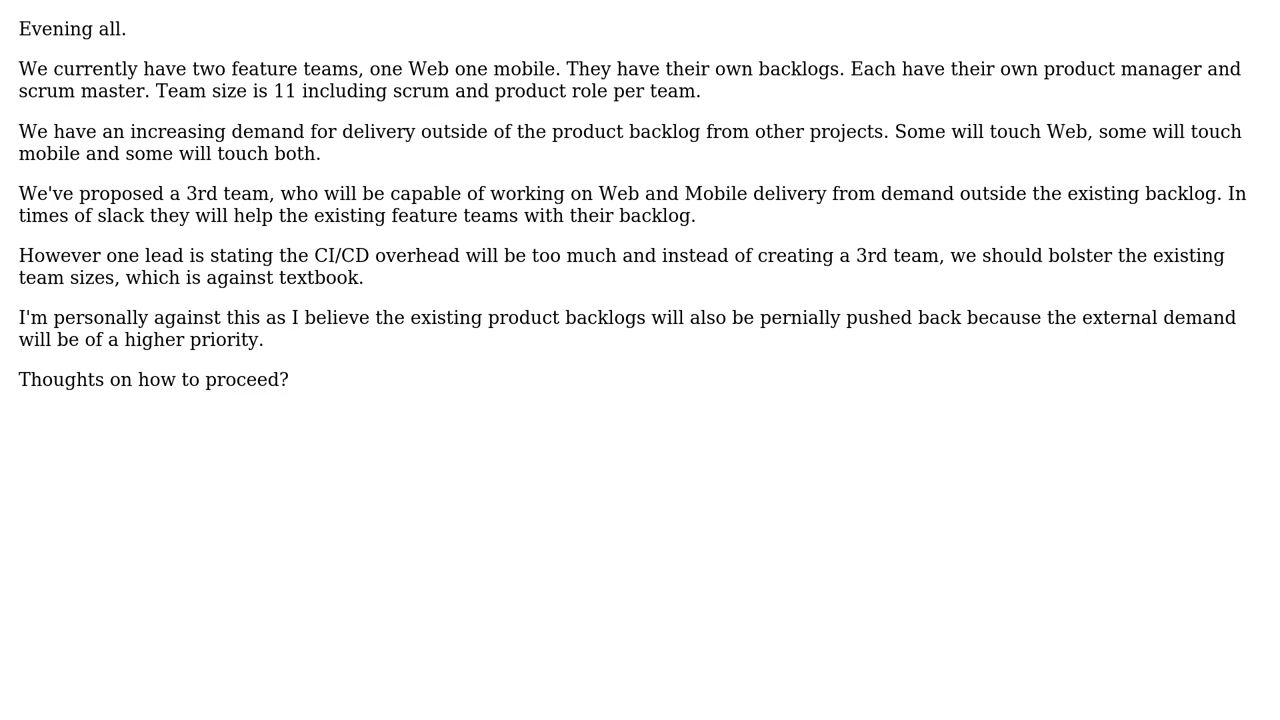 Evening all.
We currently have two feature teams, one Web one mobile. They have their own backlogs. Each have their own product manager and
scrum master. Team size is 11 including scrum and product role per team.
We have an increasing demand for delivery outside of the product backlog from other projects. Some will touch Web, some will touch
mobile and some will touch both.
We've proposed a 3rd team, who will be capable of working on Web and Mobile delivery from demand outside the existing backlog. In
times of slack they will help the existing feature teams with their backlog.
However one lead is stating the CI/CD overhead will be too much and instead of creating a 3rd team, we should bolster the existing
team sizes, which is against textbook.
I'm personally against this as I believe the existing product backlogs will also be pernially pushed back because the external demand
will be of a higher priority.
Thoughts on how to proceed?